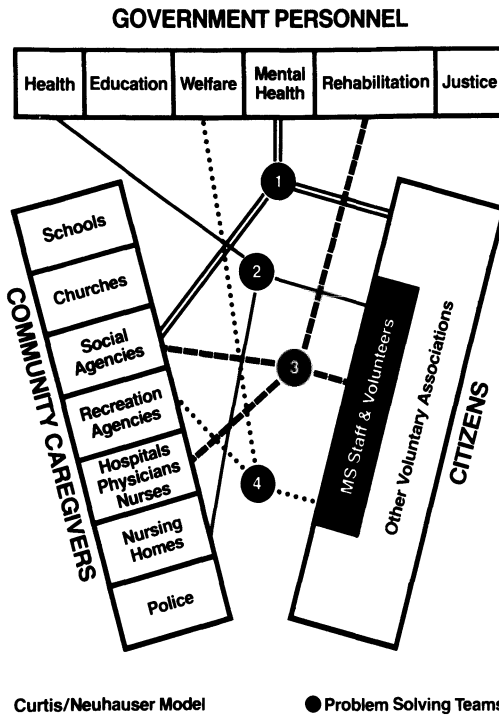 GOVERNMENT PERSONNEL
Health
Education
Welfare
Mental
Health
Rehabilitation
Justice
1
2
3
4
COMMUNITY CAREGIVERS
Schools
Churches
Social
Agencies
Recreation
Agencies
Hospitals
Physicians
Nurses
Nursing
Homes
Police
MS Staff & Volunteers
Other Voluntary Associations
CITIZENS
Curtis/Neuhauser Model
Problem Solving Teams